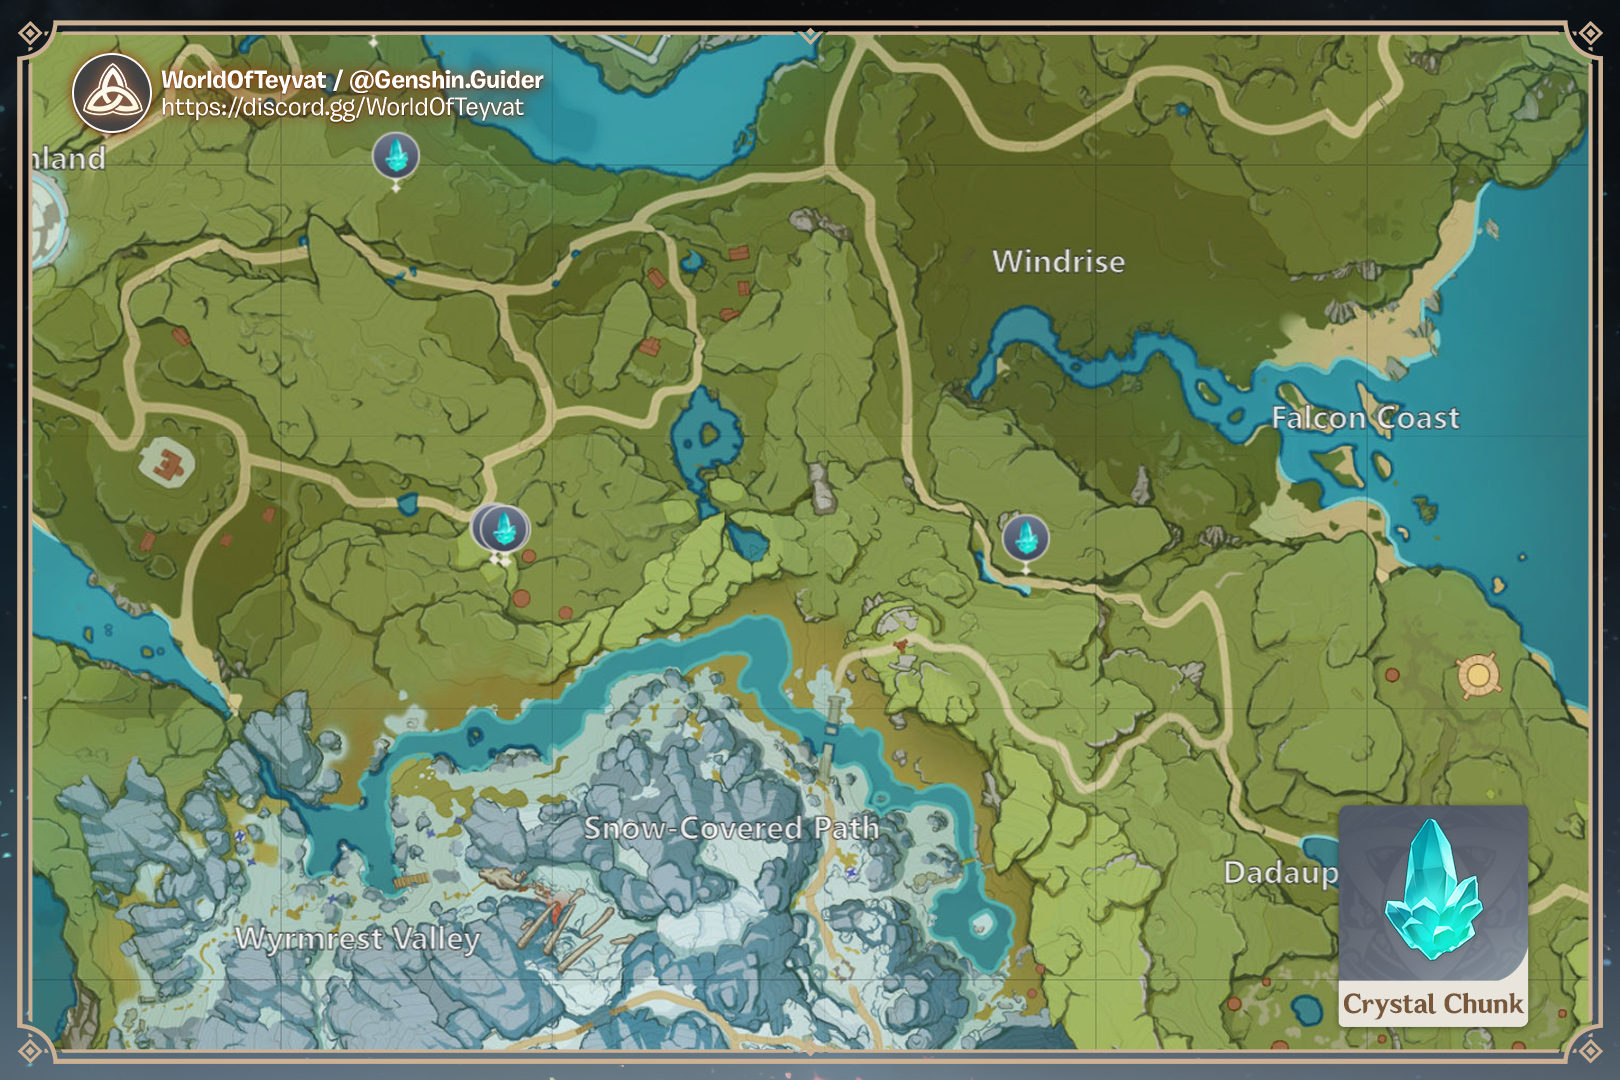 WorldOfTeyvat / @Genshin.Guider
https://discord.gg/WorldOfTeyvat
nland
Windrise
Falcon Coast
Snow-Covered Path
Dadaup
Wyrmrest Valley
Crystal Chunk